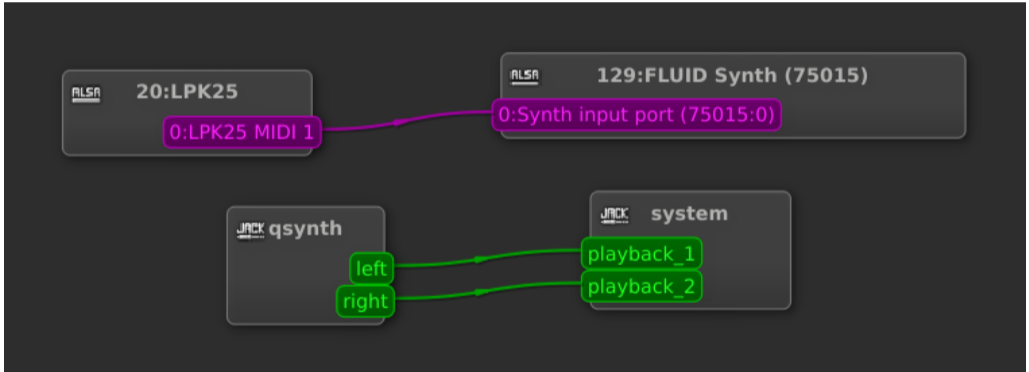 ALSA 20:LPK25
0:LPK25 MIDI 1
ALSA 129:FLUID Synth (75015)
0:Synth input port (75015:0)
JACK qsynth
left
right
JACK system
playback_1
playback_2